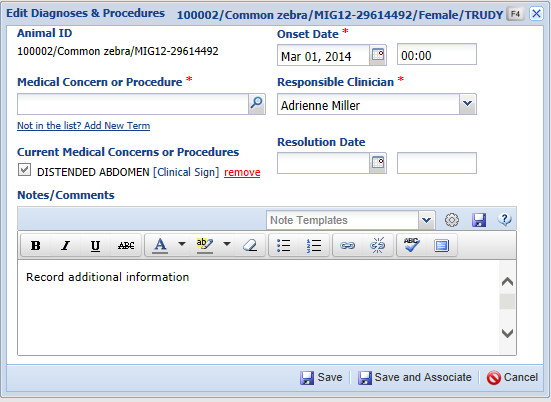 Edit Diagnoses & Procedures 100002/Common zebra/MIG12-29614492/Female/TRUDY F4
Animal ID
100002/Common zebra/MIG12-29614492
Onset Date *
Mar 01, 2014 00:00
Medical Concern or Procedure *
Not in the list? Add New Term
Responsible Clinician *
Adrienne Miller
Current Medical Concerns or Procedures
DISTENDED ABDOMEN [Clinical Sign] remove
Resolution Date
Notes/Comments
Note Templates
B I U ABC A ab ABC
Record additional information
Save Save and Associate Cancel